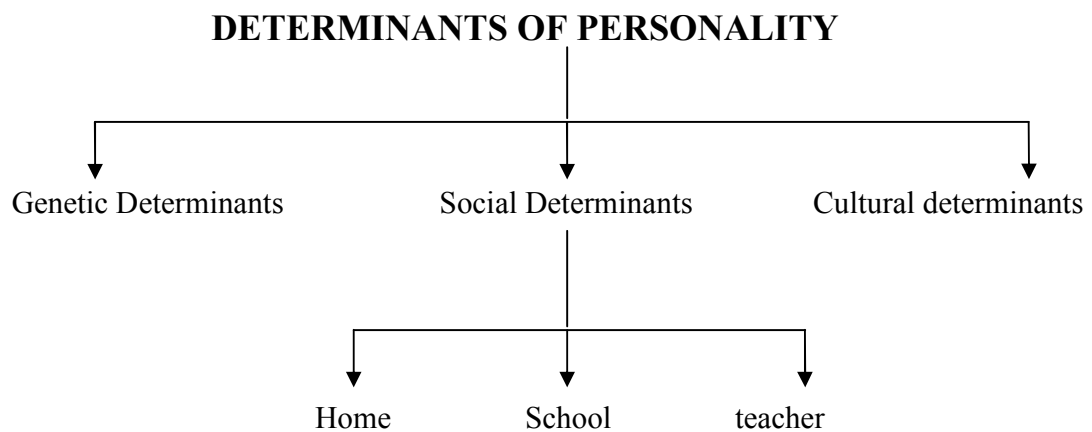 DETERMINANTS OF PERSONALITY
Genetic Determinants Social Determinants Cultural determinants
Home School teacher